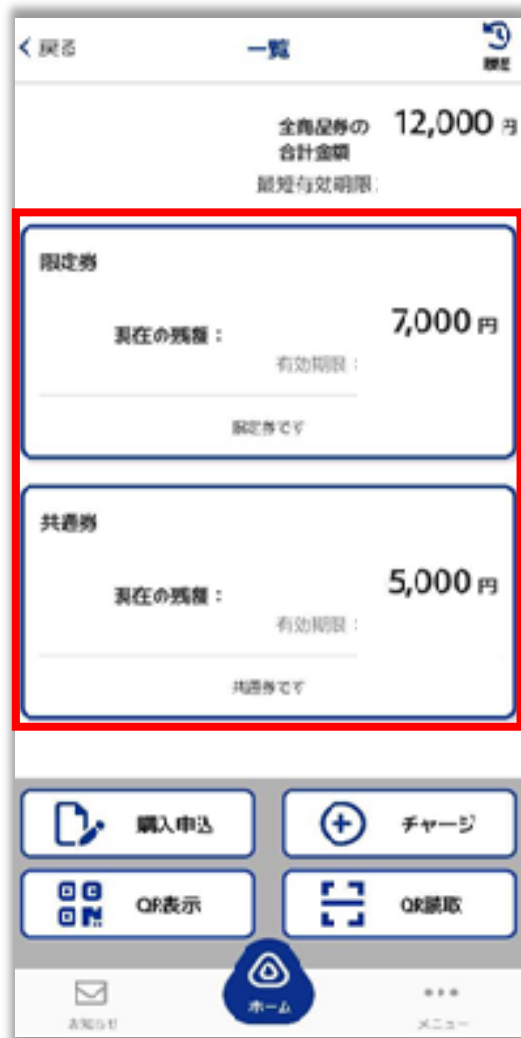 戻る
一覧
履歴
全商品券の 12,000 円
合計金額
最短有効期限:
限定券
現在の残額： 7,000 円
有効期限：
限定券です
共通券
現在の残額： 5,000 円
有効期限：
共通券です
購入申込
チャージ
QR表示
QR読取
お知らせ
ホーム
メニュー